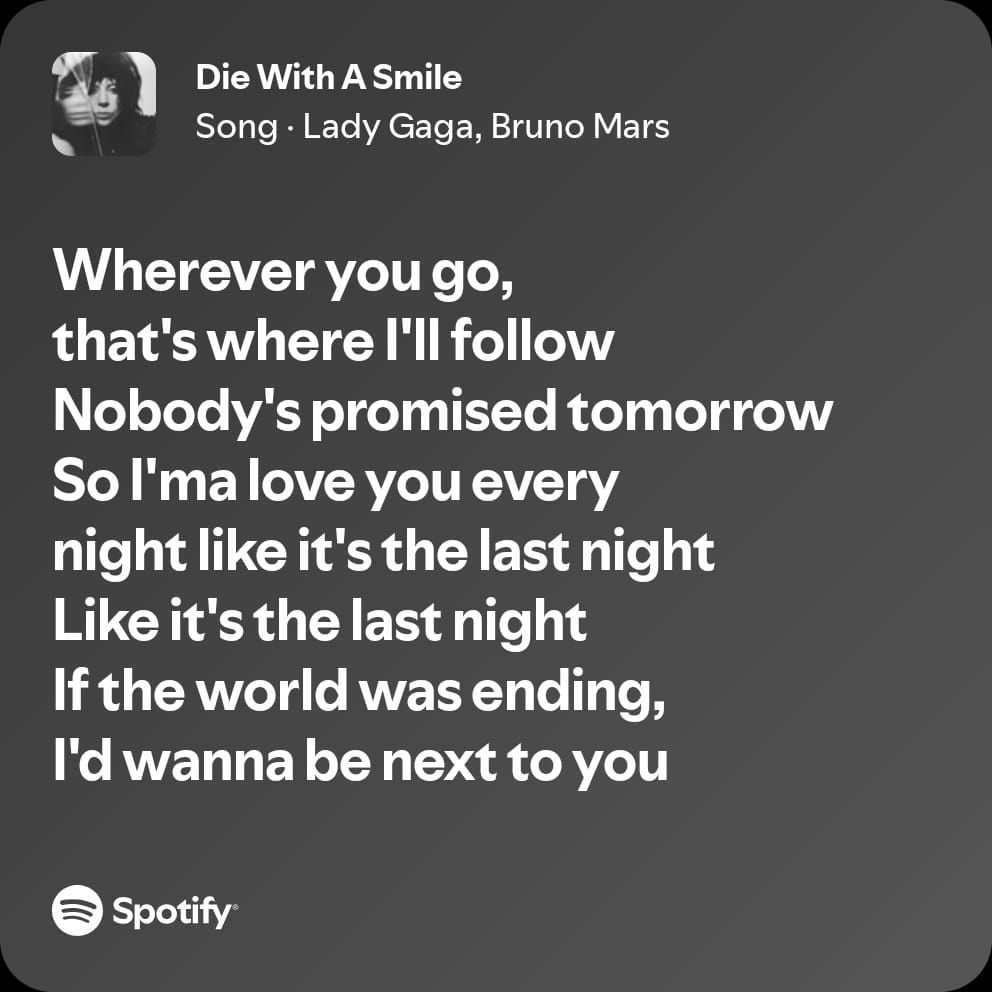 Die With A Smile
Song · Lady Gaga, Bruno Mars
Wherever you go,
that's where I'll follow
Nobody's promised tomorrow
So I'ma love you every
night like it's the last night
Like it's the last night
If the world was ending,
I'd wanna be next to you
Spotify®